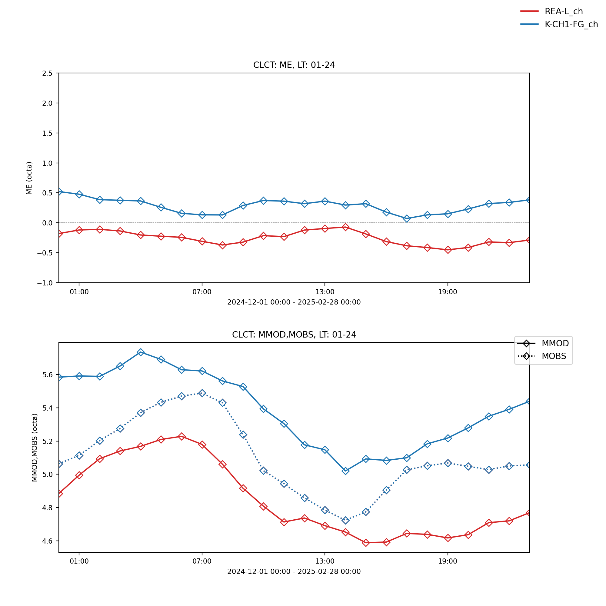 REA-L_ch
K-CH1-FG_ch
CLCT: ME, LT: 01-24
2.5
2.0
1.5
1.0
0.5
0.0
−0.5
−1.0
ME (octa)
01:00 07:00 13:00 19:00
2024-12-01 00:00 - 2025-02-28 00:00
CLCT: MMOD,MOBS, LT: 01-24
MMOD
MOBS
5.6
5.4
5.2
5.0
4.8
4.6
MMOD,MOBS (octa)
01:00 07:00 13:00 19:00
2024-12-01 00:00 - 2025-02-28 00:00